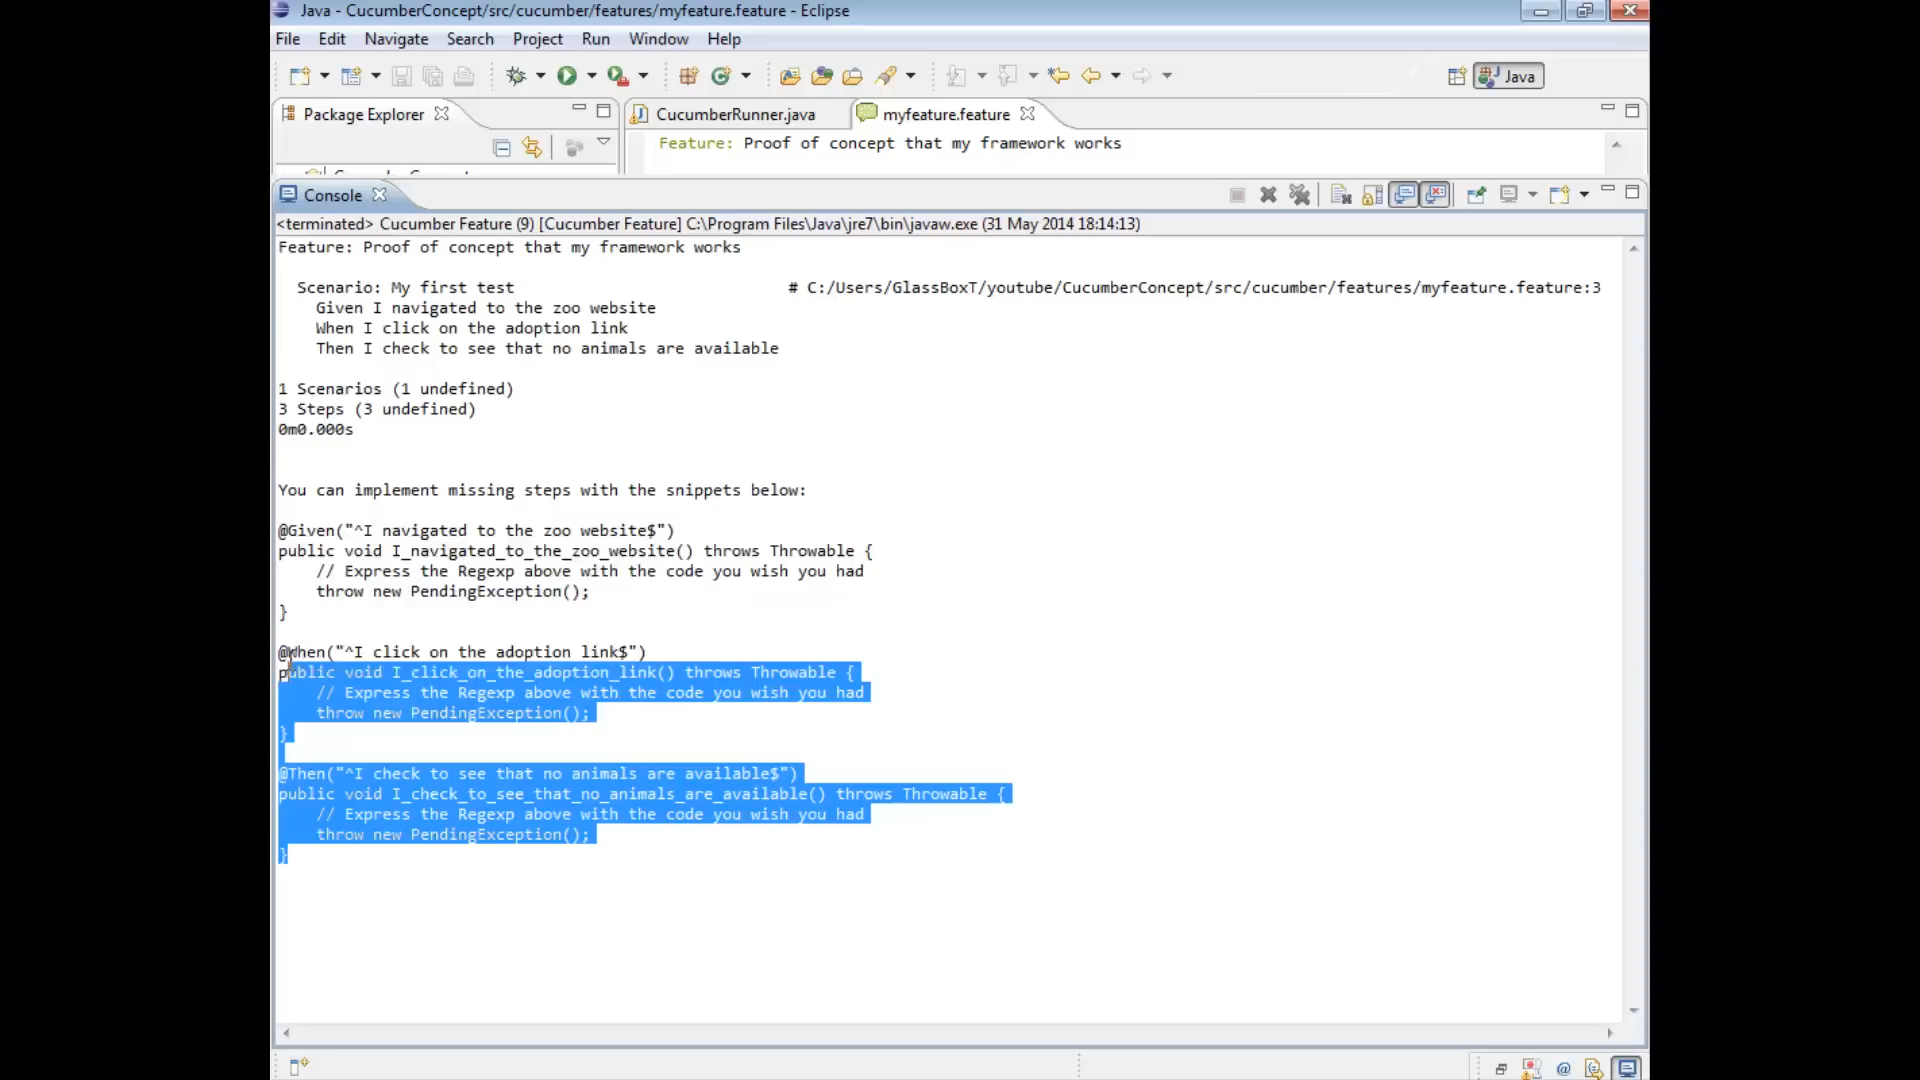 Java - CucumberConcept/src/cucumber/features/myfeature.feature - Eclipse
File Edit Navigate Search Project Run Window Help
Java
Package Explorer
CucumberRunner.java
myfeature.feature
Feature: Proof of concept that my framework works
Console
<terminated> Cucumber Feature (9) [Cucumber Feature] C:\Program Files\Java\jre7\bin\javaw.exe (31 May 2014 18:14:13)
Feature: Proof of concept that my framework works
Scenario: My first test # C:/Users/GlassBoxT/youtube/CucumberConcept/src/cucumber/features/myfeature.feature:3
Given I navigated to the zoo website
When I click on the adoption link
Then I check to see that no animals are available
1 Scenarios (1 undefined)
3 Steps (3 undefined)
0m0.000s
You can implement missing steps with the snippets below:
@Given("^I navigated to the zoo website$")
public void I_navigated_to_the_zoo_website() throws Throwable {
// Express the Regexp above with the code you wish you had
throw new PendingException();
}
@When("^I click on the adoption link$")
public void I_click_on_the_adoption_link() throws Throwable {
// Express the Regexp above with the code you wish you had
throw new PendingException();
}
@Then("^I check to see that no animals are available$")
public void I_check_to_see_that_no_animals_are_available() throws Throwable {
// Express the Regexp above with the code you wish you had
throw new PendingException();
}